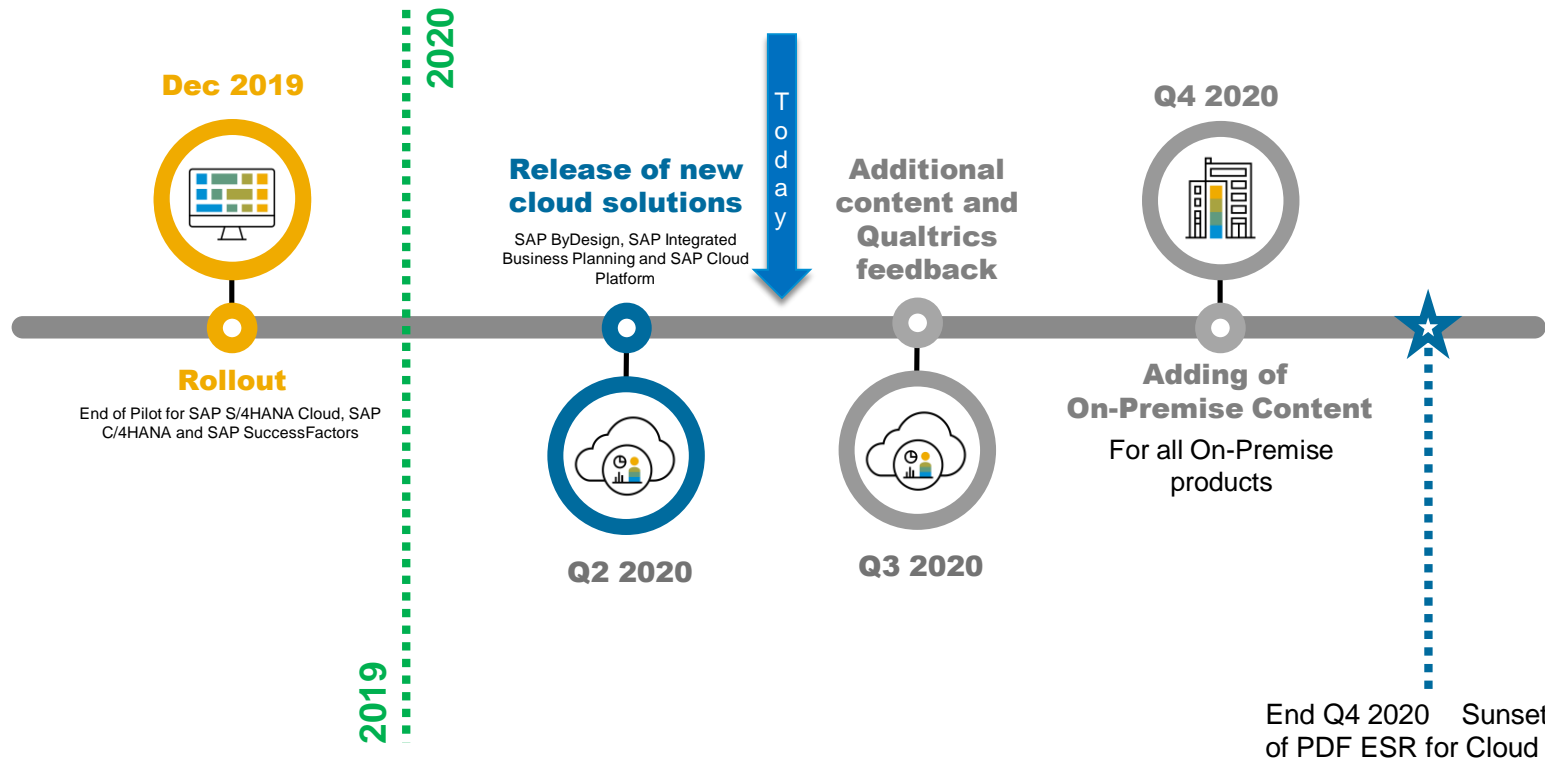 Dec 2019
Rollout
End of Pilot for SAP S/4HANA Cloud, SAP
C/4HANA and SAP SuccessFactors
2019
2020
Release of new
cloud solutions
SAP ByDesign, SAP Integrated
Business Planning and SAP Cloud
Platform
Q2 2020
Today
Additional
content and
Qualtrics
feedback
Q3 2020
Q4 2020
Adding of
On-Premise Content
For all On-Premise
products
End Q4 2020 Sunset
of PDF ESR for Cloud